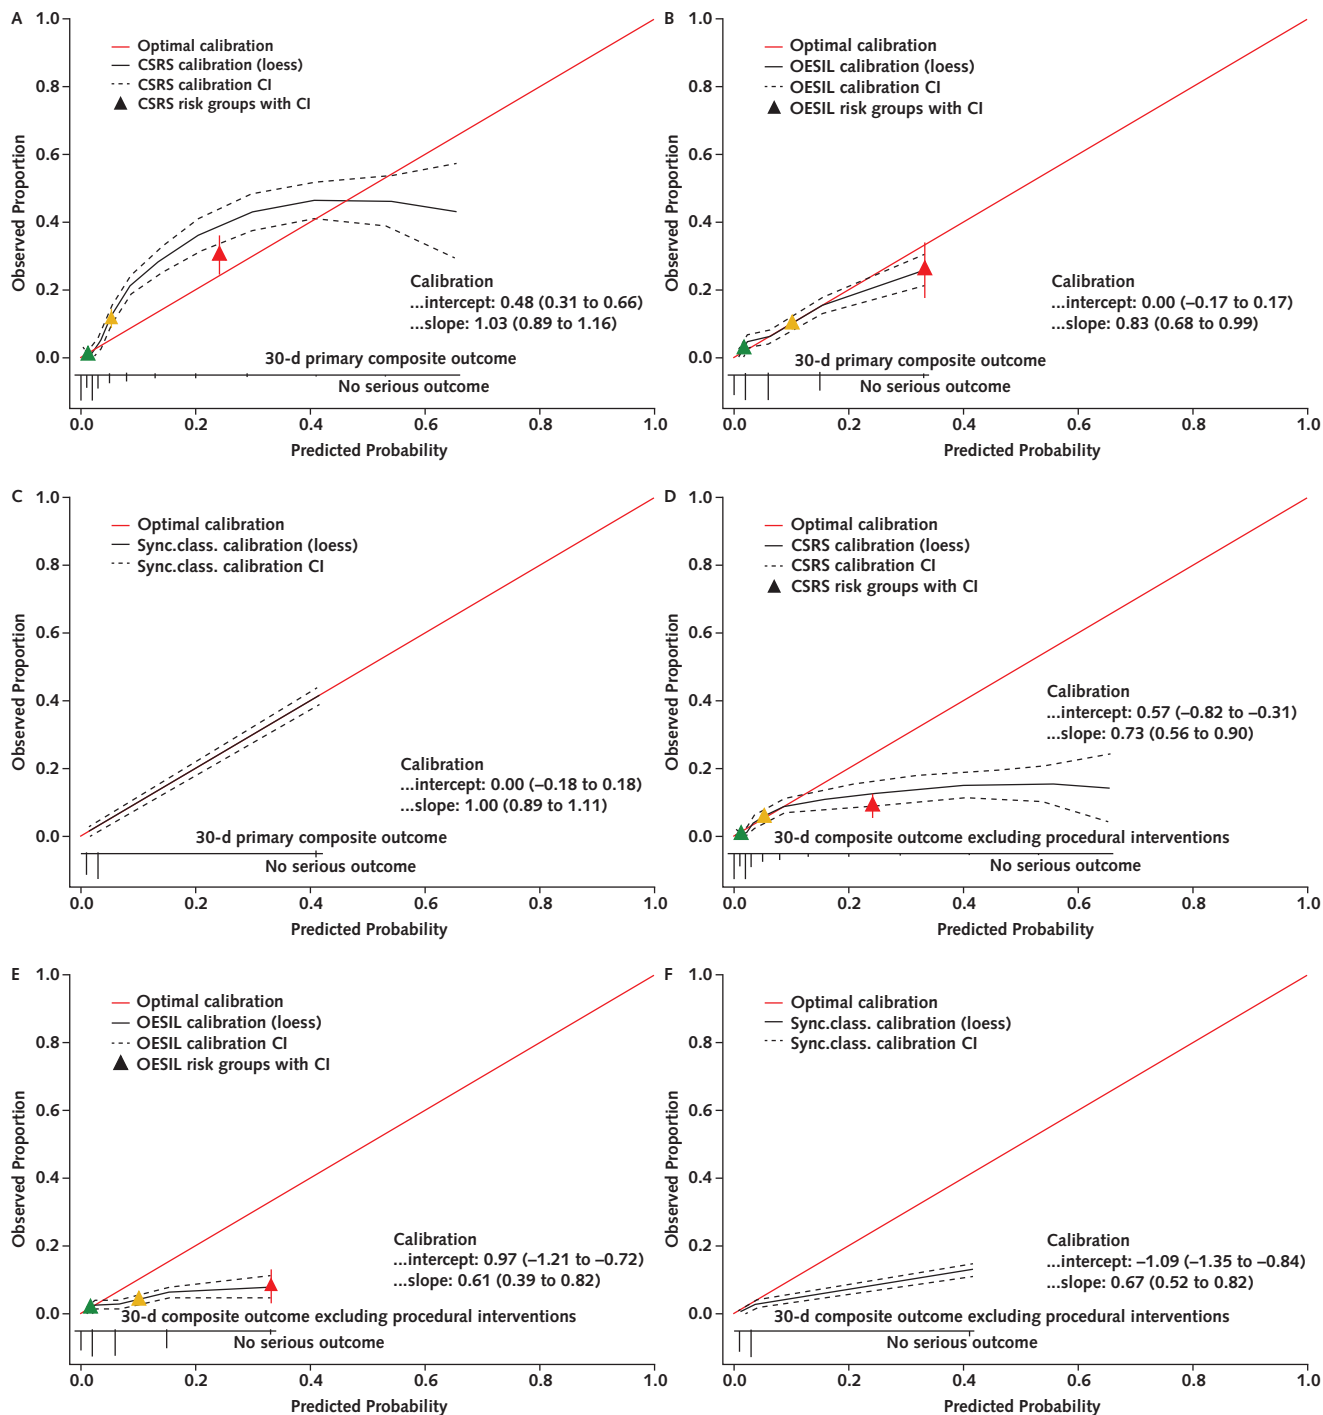 A
1.0
0.8
0.6
0.4
0.2
0.0
Observed Proportion
Optimal calibration
CSRS calibration (loess)
CSRS calibration CI
CSRS risk groups with CI
Calibration
...intercept: 0.48 (0.31 to 0.66)
...slope: 1.03 (0.89 to 1.16)
30-d primary composite outcome
No serious outcome
0.0 0.2 0.4 0.6 0.8 1.0
Predicted Probability
B
1.0
0.8
0.6
0.4
0.2
0.0
Observed Proportion
Optimal calibration
OESIL calibration (loess)
OESIL calibration CI
OESIL risk groups with CI
Calibration
...intercept: 0.00 (–0.17 to 0.17)
...slope: 0.83 (0.68 to 0.99)
30-d primary composite outcome
No serious outcome
0.0 0.2 0.4 0.6 0.8 1.0
Predicted Probability
C
1.0
0.8
0.6
0.4
0.2
0.0
Observed Proportion
Optimal calibration
Sync.class. calibration (loess)
Sync.class. calibration CI
Calibration
...intercept: 0.00 (–0.18 to 0.18)
...slope: 1.00 (0.89 to 1.11)
30-d primary composite outcome
No serious outcome
0.0 0.2 0.4 0.6 0.8 1.0
Predicted Probability
D
1.0
0.8
0.6
0.4
0.2
0.0
Observed Proportion
Optimal calibration
CSRS calibration (loess)
CSRS calibration CI
CSRS risk groups with CI
Calibration
...intercept: 0.57 (–0.82 to –0.31)
...slope: 0.73 (0.56 to 0.90)
30-d composite outcome excluding procedural interventions
No serious outcome
0.0 0.2 0.4 0.6 0.8 1.0
Predicted Probability
E
1.0
0.8
0.6
0.4
0.2
0.0
Observed Proportion
Optimal calibration
OESIL calibration (loess)
OESIL calibration CI
OESIL risk groups with CI
Calibration
...intercept: 0.97 (–1.21 to –0.72)
...slope: 0.61 (0.39 to 0.82)
30-d composite outcome excluding procedural interventions
No serious outcome
0.0 0.2 0.4 0.6 0.8 1.0
Predicted Probability
F
1.0
0.8
0.6
0.4
0.2
0.0
Observed Proportion
Optimal calibration
Sync.class. calibration (loess)
Sync.class. calibration CI
Calibration
...intercept: –1.09 (–1.35 to –0.84)
...slope: 0.67 (0.52 to 0.82)
30-d composite outcome excluding procedural interventions
No serious outcome
0.0 0.2 0.4 0.6 0.8 1.0
Predicted Probability